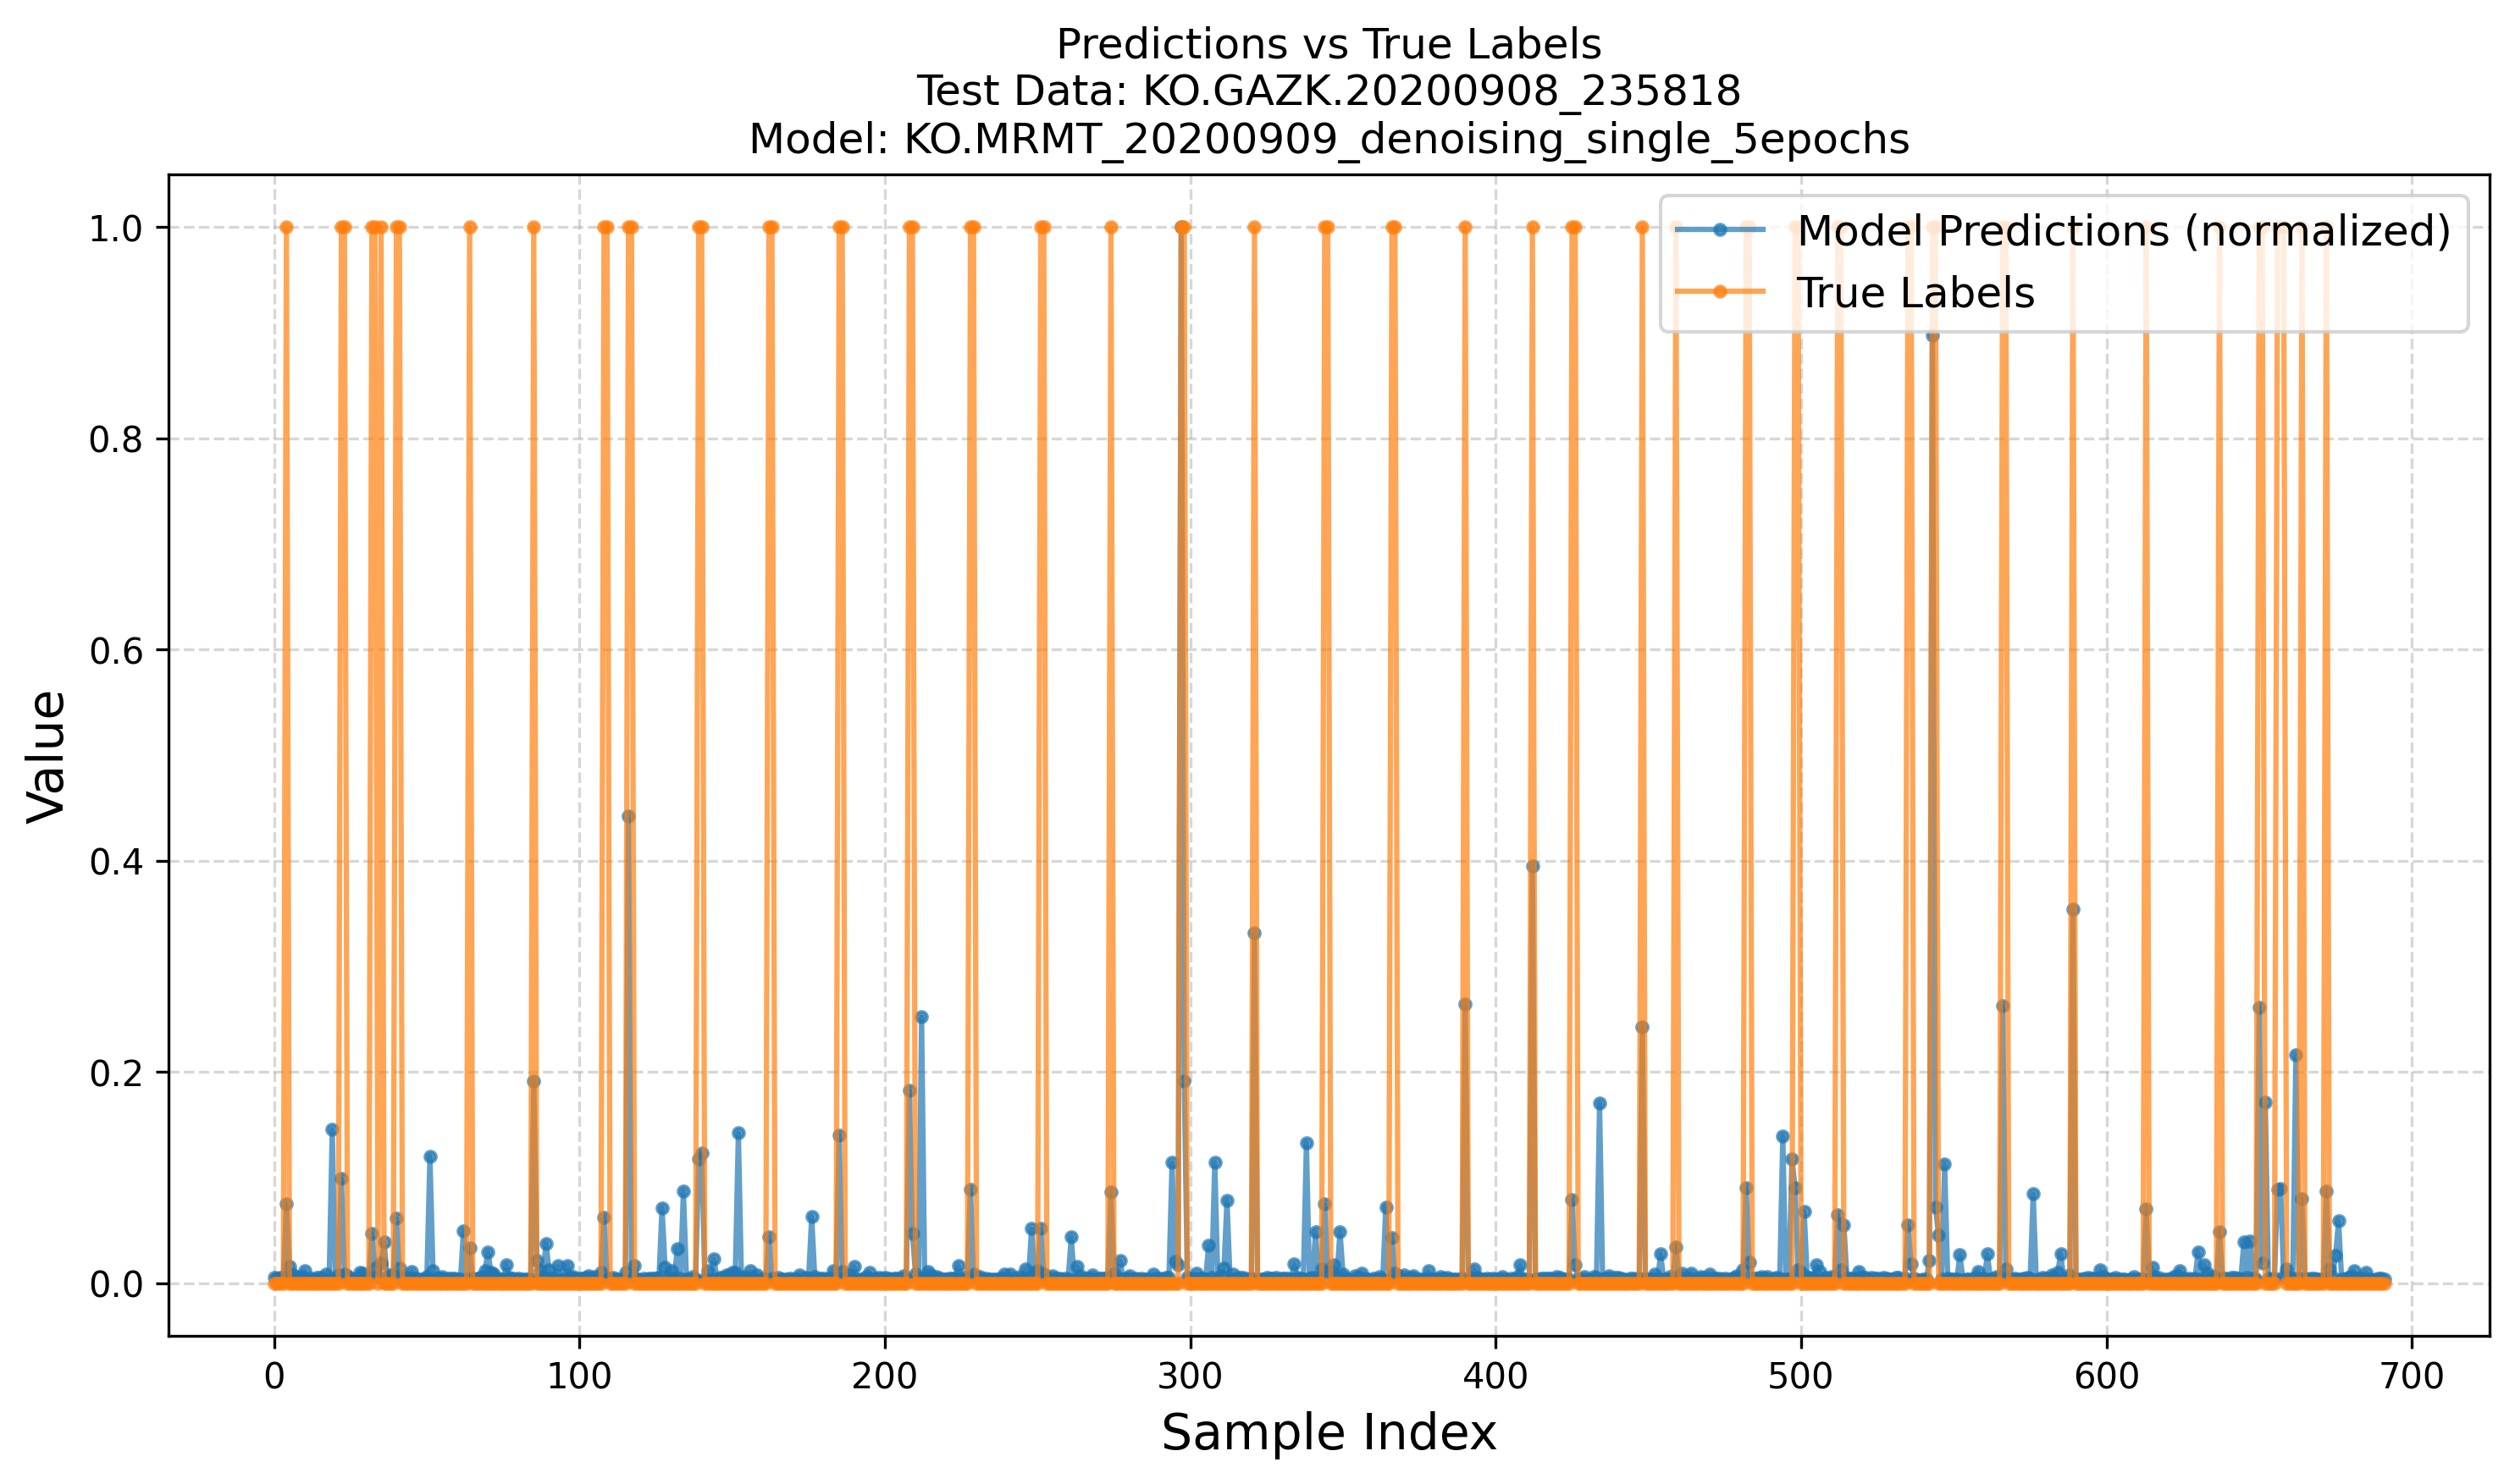 Predictions vs True Labels
Test Data: KO.GAZK.20200908_235818
Model: KO.MRMT_20200909_denoising_single_5epochs
Model Predictions (normalized)
True Labels
1.0
0.8
0.6
0.4
0.2
0.0
Value
0 100 200 300 400 500 600 700
Sample Index